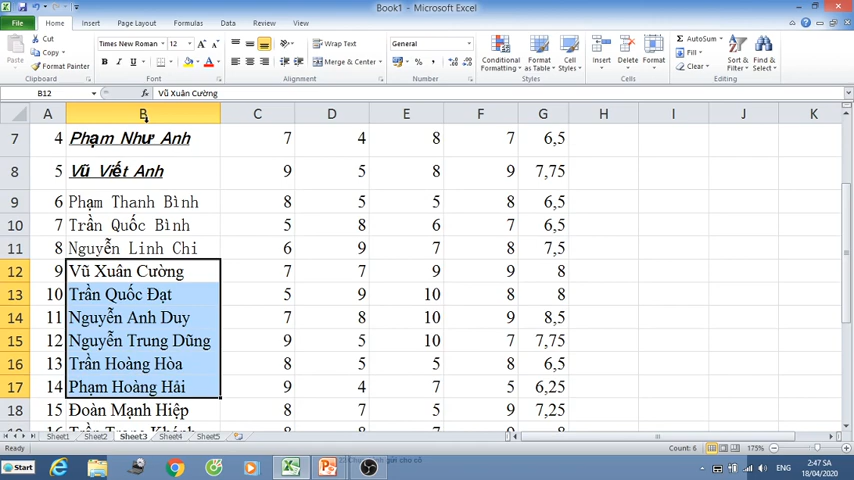 Book1 - Microsoft Excel
File Home Insert Page Layout Formulas Data Review View
Cut Times New Roman 12 Wrap Text General AutoSum
Copy Fill
Paste Format Painter B I U Merge & Center $ % , Conditional Formatting Format as Table Cell Styles Insert Delete Format Clear Sort & Filter Find & Select
Clipboard Font Alignment Number Styles Cells Editing
B12 fx Vũ Xuân Cường
A B C D E F G H I J K
7 4 Phạm Như Anh 7 4 8 7 6,5
8 5 Vũ Viết Anh 9 5 8 9 7,75
9 6 Phạm Thanh Bình 8 5 5 8 6,5
10 7 Trần Quốc Bình 5 8 6 7 6,5
11 8 Nguyễn Linh Chi 6 9 7 8 7,5
12 9 Vũ Xuân Cường 7 7 9 9 8
13 10 Trần Quốc Đạt 5 9 10 8 8
14 11 Nguyễn Anh Duy 7 8 10 9 8,5
15 12 Nguyễn Trung Dũng 9 5 10 7 7,75
16 13 Trần Hoàng Hòa 8 5 5 8 6,5
17 14 Phạm Hoàng Hải 9 4 7 5 6,25
18 15 Đoàn Mạnh Hiệp 8 7 5 9 7,25
Sheet1 Sheet2 Sheet3 Sheet4 Sheet5
Ready Count: 6 175%
Start gửi cho cô 2:47 SA
18/04/2020